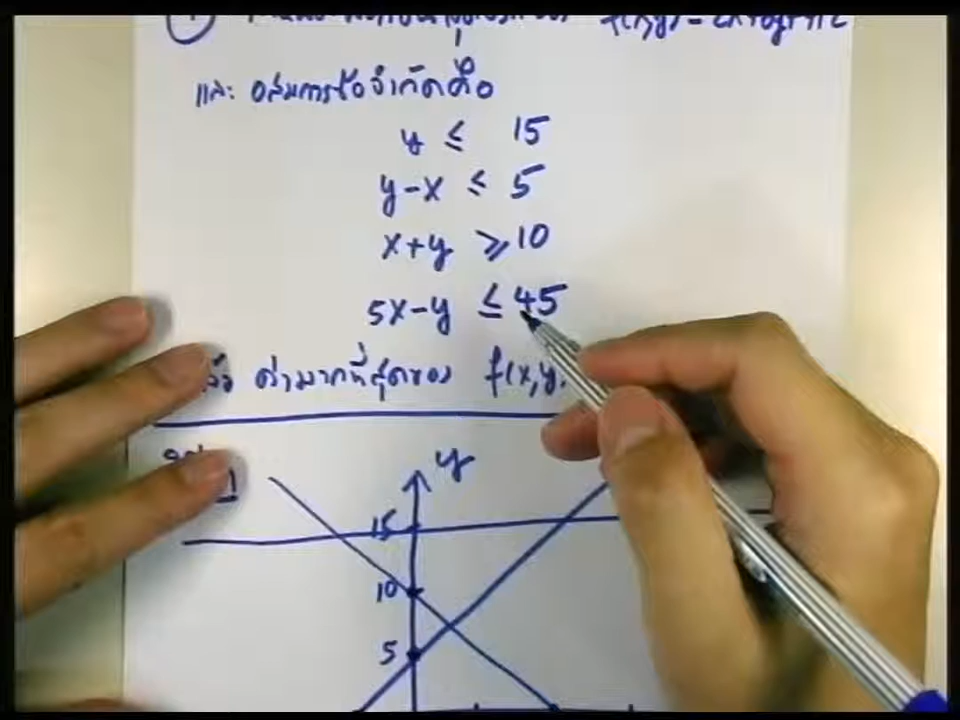 f(x,y) =
และ อสมการข้อจำกัดคือ
y ≤ 15
y-x ≤ 5
x+y ≥ 10
5x-y ≤ 45
ค่ามากที่สุดของ f(x,y
y
15
10
5